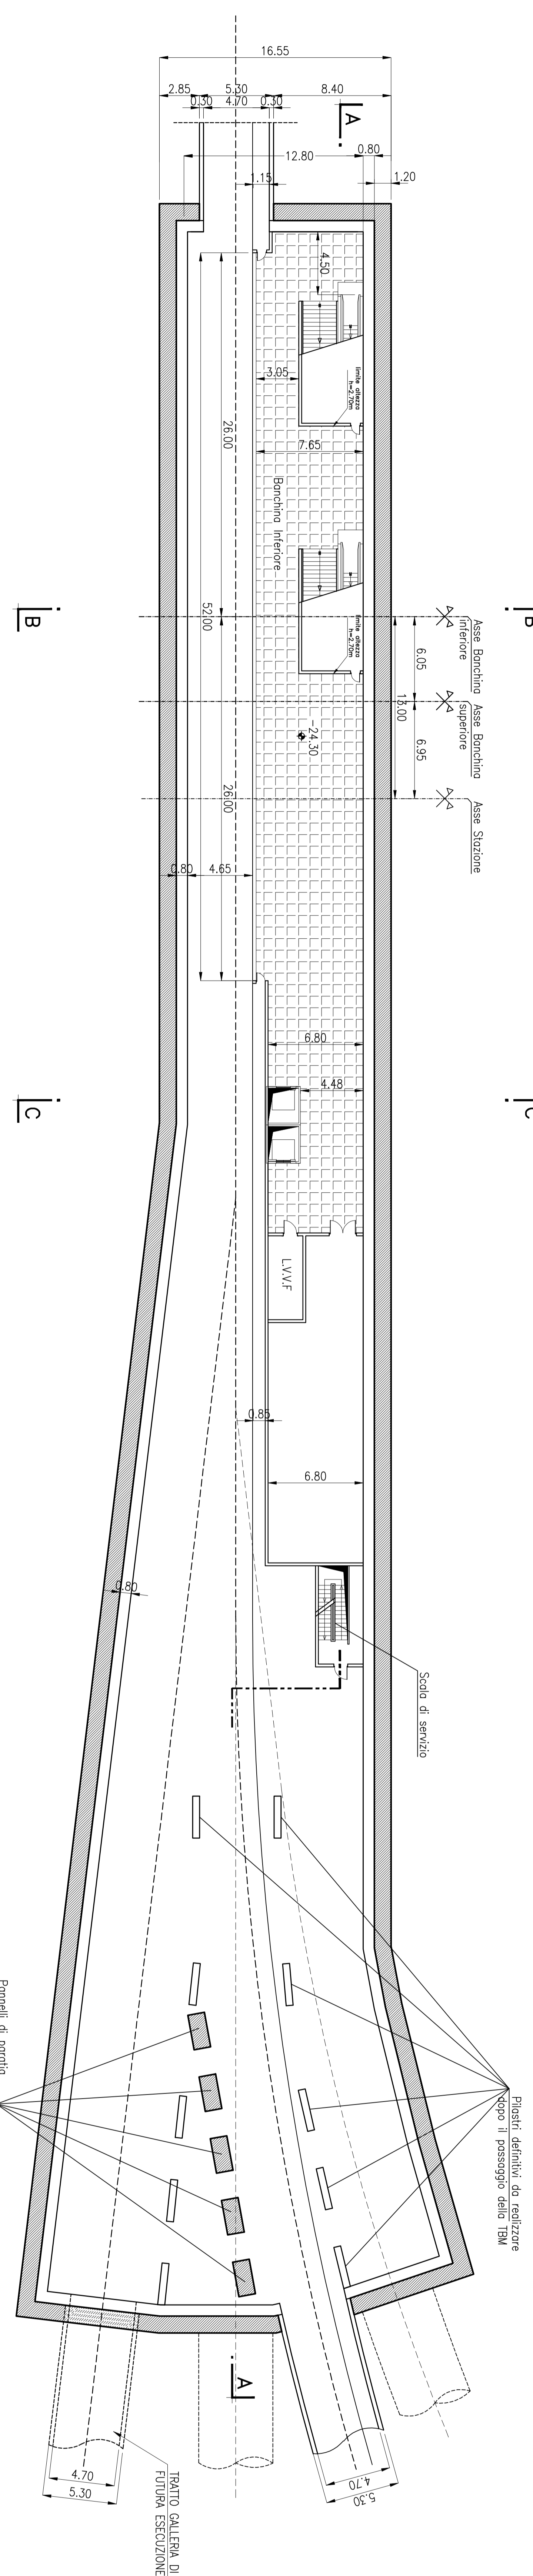 16.55
2.85
5.30
8.40
0.30
4.70
0.30
A
12.80
0.80
1.20
1.15
4.50
limite altezza
h=2.70m
3.05
26.00
7.65
Banchina Inferiore
limite altezza
h=2.70m
52.00
B
B
Asse Banchina
inferiore
6.05
13.00
Asse Banchina
superiore
6.95
-24.30
Asse Stazione
26.00
0.80
4.65
6.80
4.48
C
C
L.V.V.F
0.85
6.80
0.80
Scala di servizio
Pannelli di paratia
Pilastri definitivi da realizzare
dopo il passaggio della TBM
A
4.70
5.30
4.70
5.30
TRATTO GALLERIA DI
FUTURA ESECUZIONE